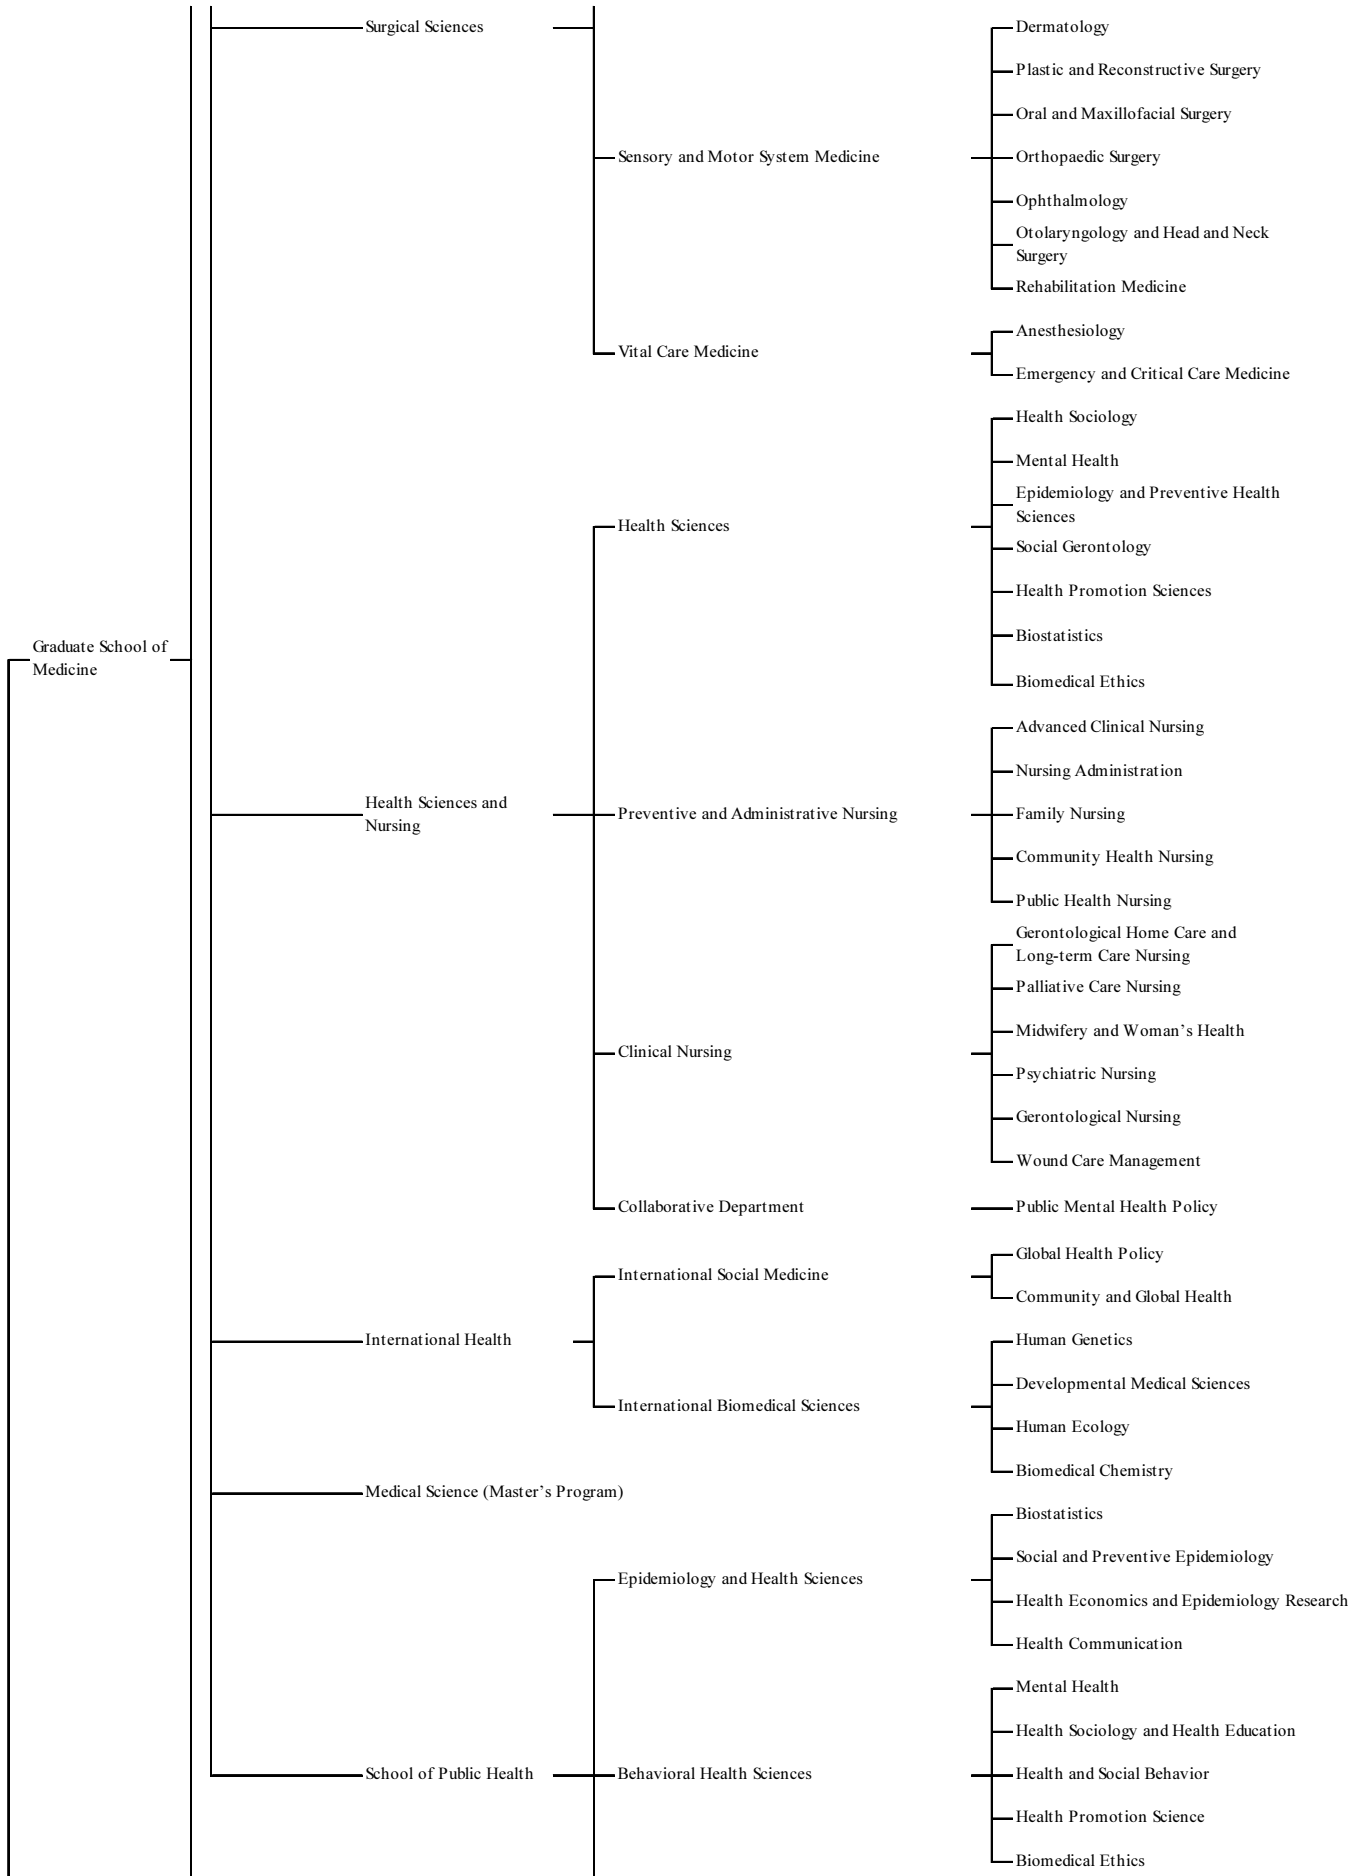 Surgical Sciences
Dermatology
Plastic and Reconstructive Surgery
Oral and Maxillofacial Surgery
Sensory and Motor System Medicine
Orthopaedic Surgery
Ophthalmology
Otolaryngology and Head and Neck
Surgery
Rehabilitation Medicine
Vital Care Medicine
Anesthesiology
Emergency and Critical Care Medicine
Graduate School of
Medicine
Health Sciences and
Nursing
Health Sciences
Health Sociology
Mental Health
Epidemiology and Preventive Health
Sciences
Social Gerontology
Health Promotion Sciences
Biostatistics
Biomedical Ethics
Preventive and Administrative Nursing
Advanced Clinical Nursing
Nursing Administration
Family Nursing
Community Health Nursing
Public Health Nursing
Clinical Nursing
Gerontological Home Care and
Long-term Care Nursing
Palliative Care Nursing
Midwifery and Woman's Health
Psychiatric Nursing
Gerontological Nursing
Wound Care Management
Collaborative Department
Public Mental Health Policy
International Health
International Social Medicine
Global Health Policy
Community and Global Health
International Biomedical Sciences
Human Genetics
Developmental Medical Sciences
Human Ecology
Biomedical Chemistry
Medical Science (Master's Program)
School of Public Health
Epidemiology and Health Sciences
Biostatistics
Social and Preventive Epidemiology
Health Economics and Epidemiology Research
Health Communication
Behavioral Health Sciences
Mental Health
Health Sociology and Health Education
Health and Social Behavior
Health Promotion Science
Biomedical Ethics